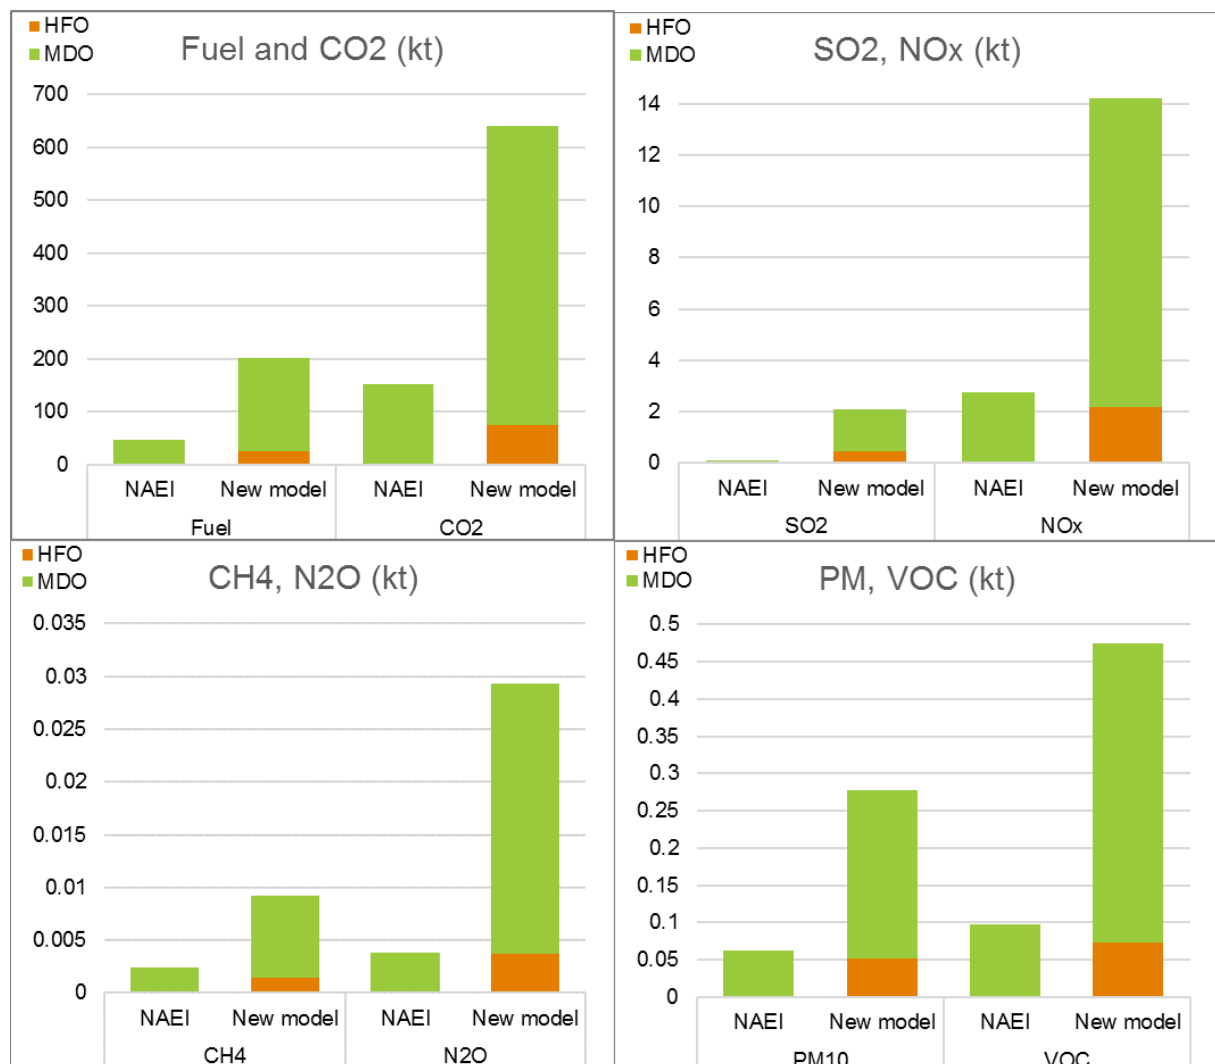 HFO
MDO
Fuel and CO2 (kt)
700
600
500
400
300
200
100
0
NAEI New model NAEI New model
Fuel CO2
HFO
MDO
SO2, NOx (kt)
14
12
10
8
6
4
2
0
NAEI New model NAEI New model
SO2 NOx
HFO
MDO
CH4, N2O (kt)
0.035
0.03
0.025
0.02
0.015
0.01
0.005
0
NAEI New model NAEI New model
CH4 N2O
HFO
MDO
PM, VOC (kt)
0.5
0.45
0.4
0.35
0.3
0.25
0.2
0.15
0.1
0.05
0
NAEI New model NAEI New model
PM10 VOC